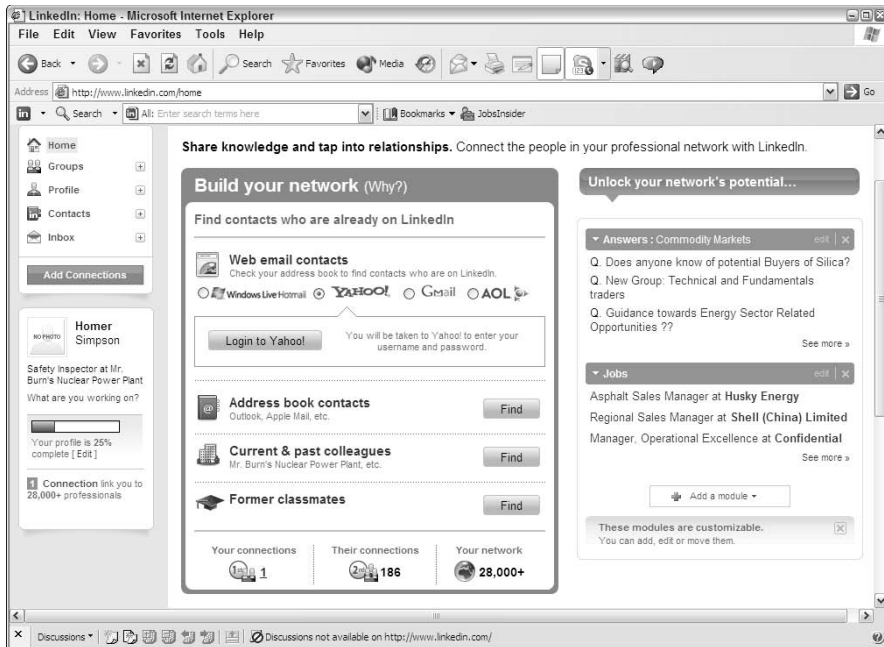 LinkedIn: Home - Microsoft Internet Explorer
File Edit View Favorites Tools Help
Back Search Favorites Media
Address http://www.linkedin.com/home Go
in Search All: Enter search terms here Bookmarks JobsInsider
Home
Groups
Profile
Contacts
Inbox
Add Connections
NO PHOTO
Homer
Simpson
Safety Inspector at Mr.
Burn's Nuclear Power Plant
What are you working on?
Your profile is 25%
complete [ Edit ]
1 Connection link you to
28,000+ professionals
Share knowledge and tap into relationships. Connect the people in your professional network with LinkedIn.
Build your network (Why?)
Find contacts who are already on LinkedIn
Web email contacts
Check your address book to find contacts who are on LinkedIn.
Windows Live Hotmail YAHOO! Gmail AOL
Login to Yahoo!
You will be taken to Yahoo! to enter your
username and password.
Address book contacts
Outlook, Apple Mail, etc.
Find
Current & past colleagues
Mr. Burn's Nuclear Power Plant, etc.
Find
Former classmates
Find
Your connections Their connections Your network
1st 1 2nd 186 28,000+
Unlock your network's potential...
Answers : Commodity Markets edit x
Q. Does anyone know of potential Buyers of Silica?
Q. New Group: Technical and Fundamentals
traders
Q. Guidance towards Energy Sector Related
Opportunities ??
See more »
Jobs edit x
Asphalt Sales Manager at Husky Energy
Regional Sales Manager at Shell (China) Limited
Manager, Operational Excellence at Confidential
See more »
Add a module
These modules are customizable.
You can add, edit or move them.
Discussions Discussions not available on http://www.linkedin.com/